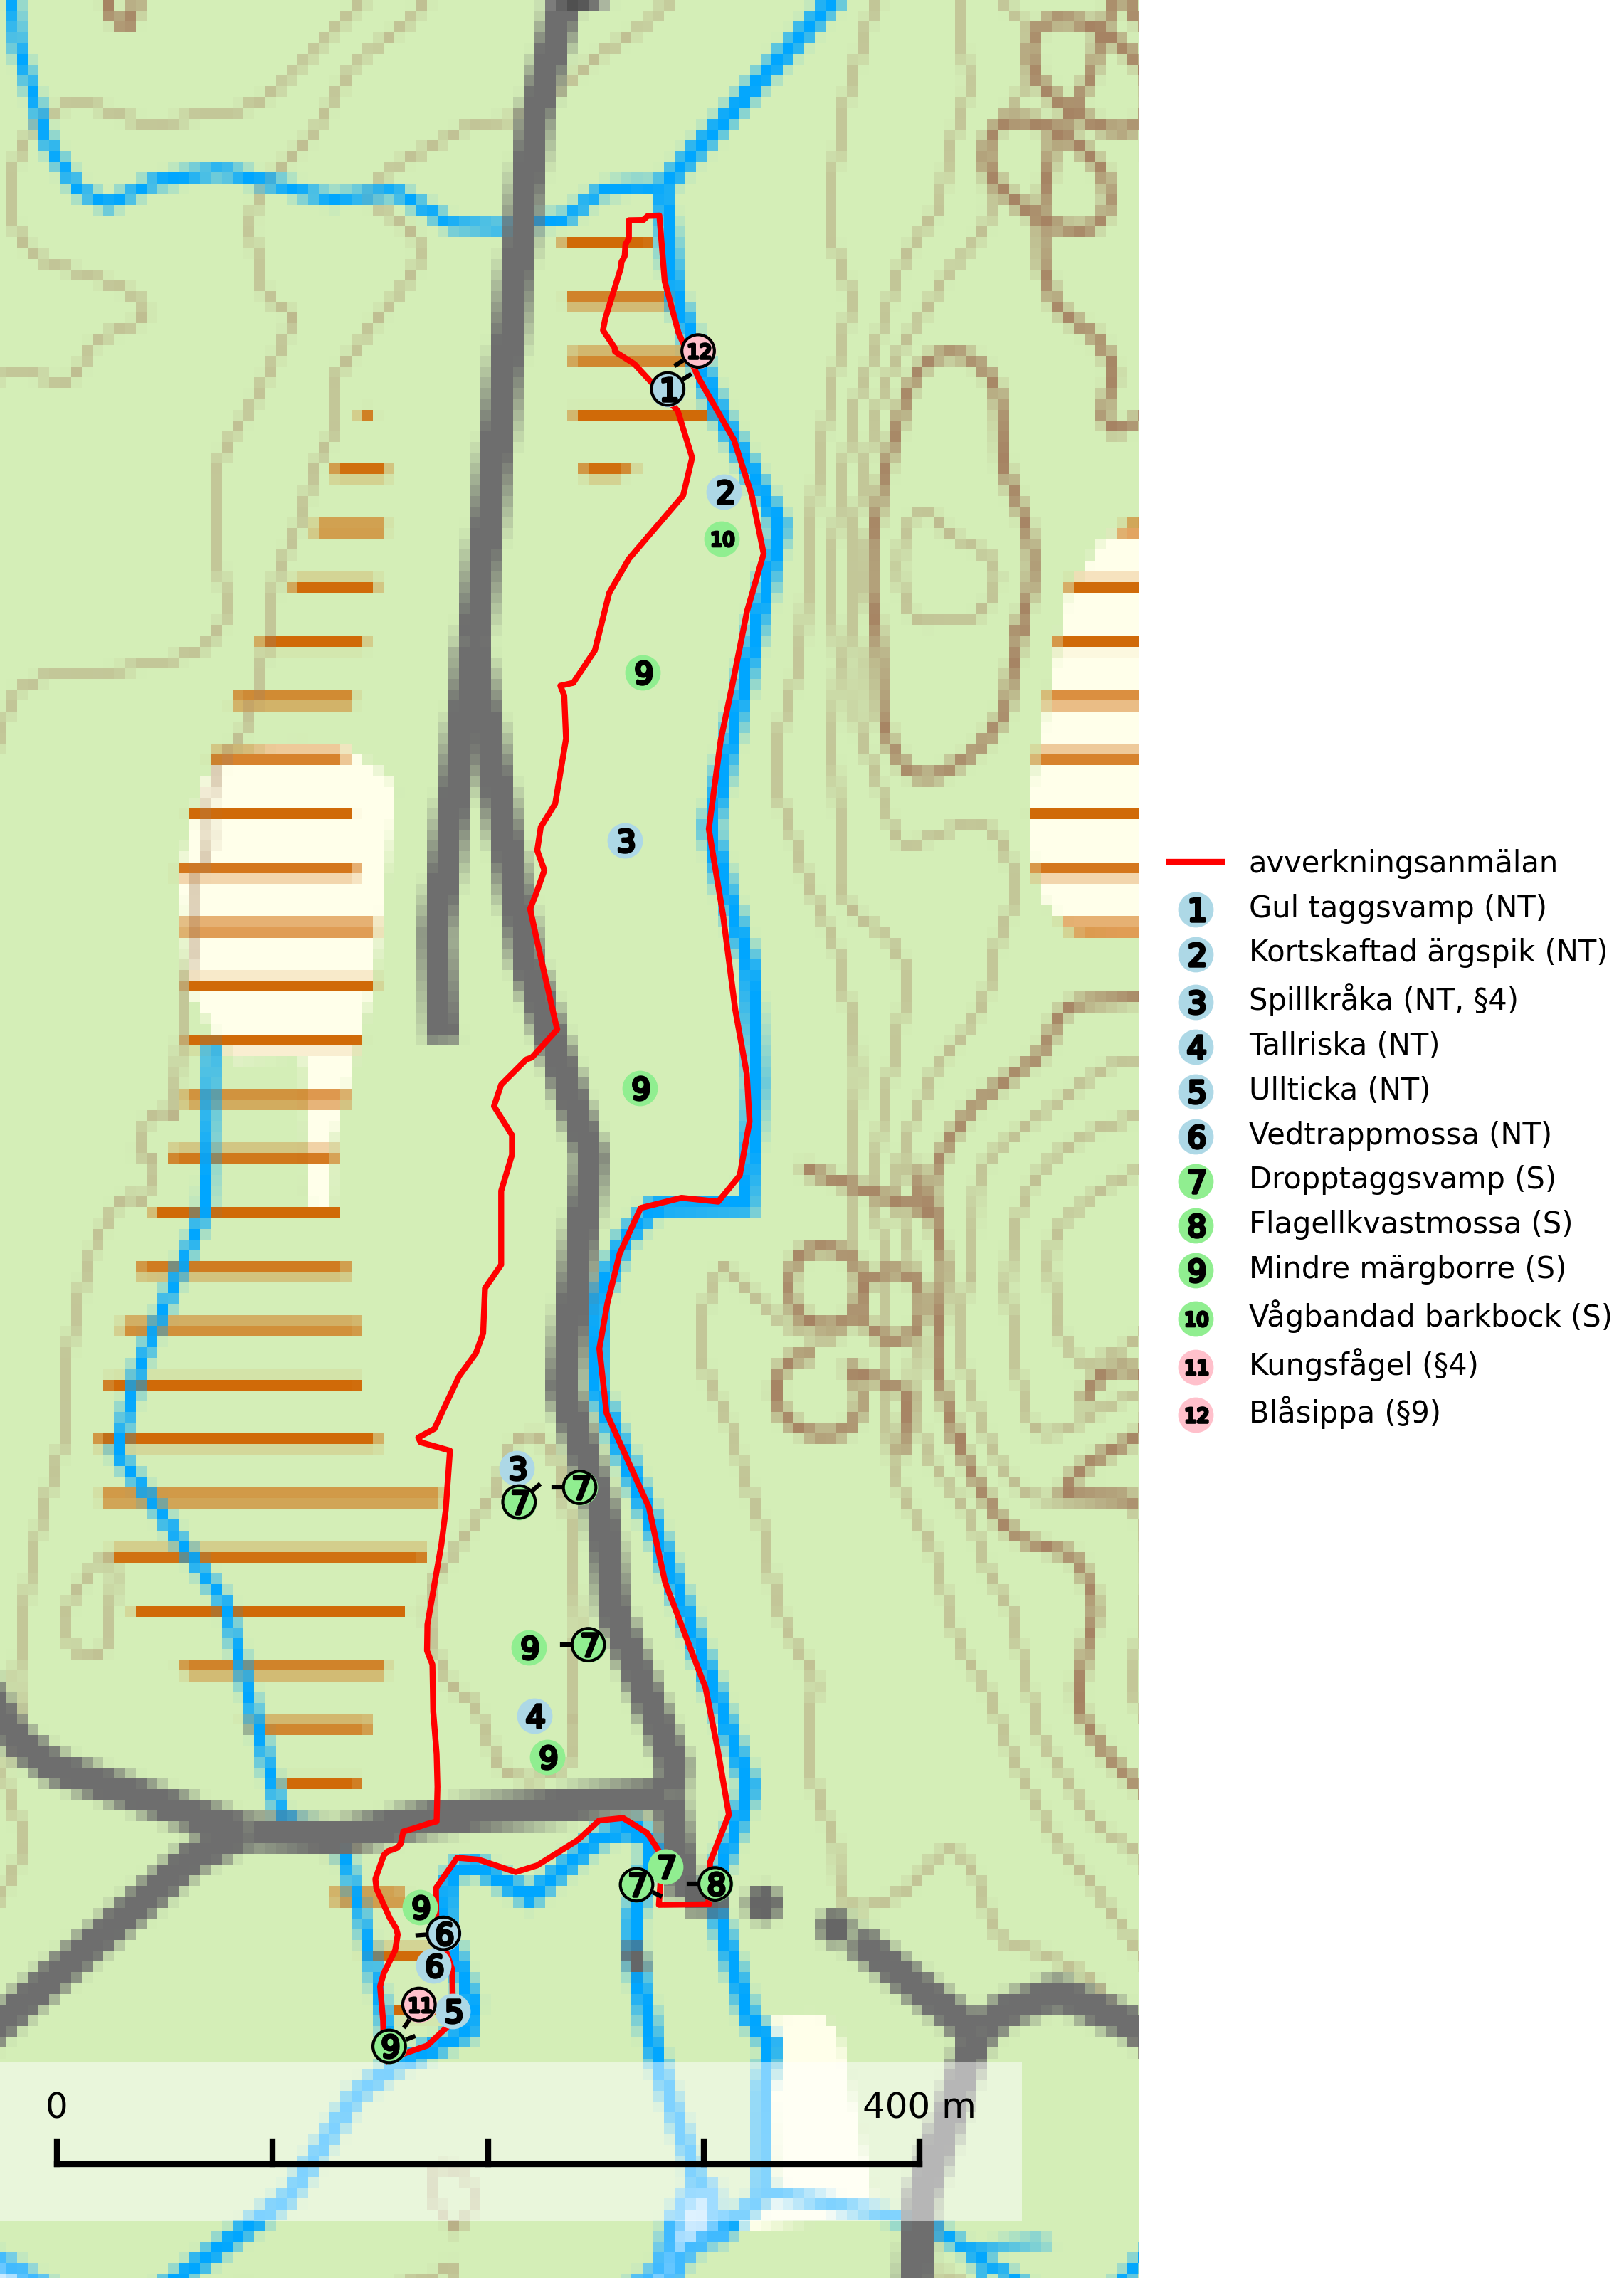 12
1
2
10
9
3
9
3
7
7
9
7
4
9
7
7
8
9
6
6
11
5
9
0
400 m
avverkningsanmälan
1 Gul taggsvamp (NT)
2 Kortskaftad ärgspik (NT)
3 Spillkråka (NT, §4)
4 Tallriska (NT)
5 Ullticka (NT)
6 Vedtrappmossa (NT)
7 Dropptaggsvamp (S)
8 Flagellkvastmossa (S)
9 Mindre märgborre (S)
10 Vågbandad barkbock (S)
11 Kungsfågel (§4)
12 Blåsippa (§9)